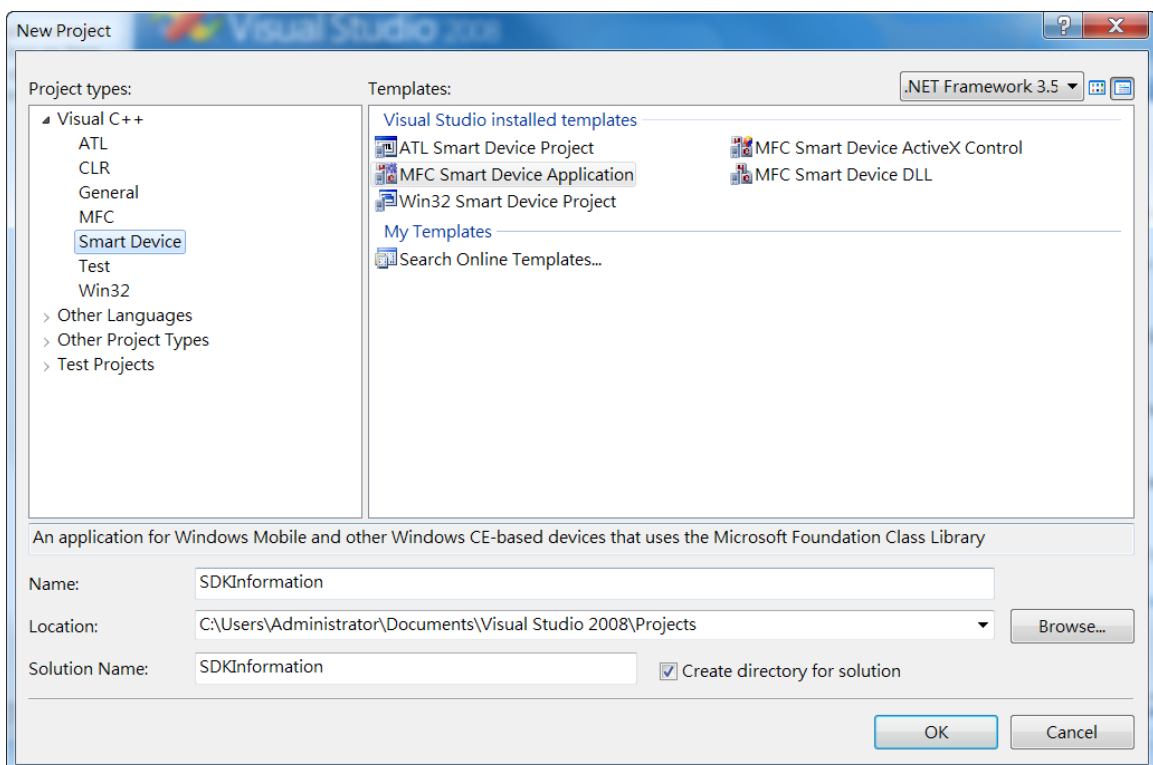 New Project
Visual Studio 2008
Project types:
Templates:
.NET Framework 3.5
Visual C++
ATL
CLR
General
MFC
Smart Device
Test
Win32
Other Languages
Other Project Types
Test Projects
Visual Studio installed templates
ATL Smart Device Project
MFC Smart Device ActiveX Control
MFC Smart Device Application
MFC Smart Device DLL
Win32 Smart Device Project
My Templates
Search Online Templates...
An application for Windows Mobile and other Windows CE-based devices that uses the Microsoft Foundation Class Library
Name:
SDKInformation
Location:
C:\Users\Administrator\Documents\Visual Studio 2008\Projects
Browse...
Solution Name:
SDKInformation
Create directory for solution
OK
Cancel